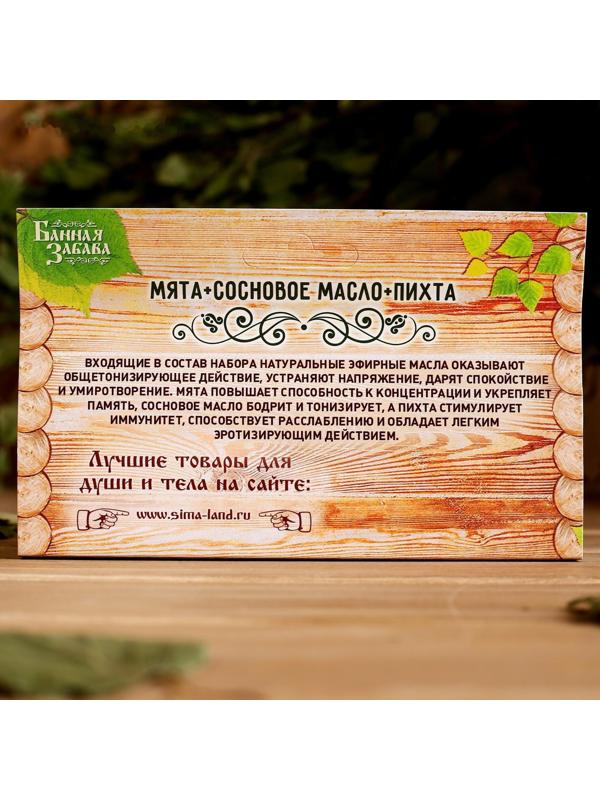 Банная
Забава
МЯТА+СОСНОВОЕ МАСЛО+ПИХТА
ВХОДЯЩИЕ В СОСТАВ НАБОРА НАТУРАЛЬНЫЕ ЭФИРНЫЕ МАСЛА ОКАЗЫВАЮТ
ОБЩЕТОНИЗИРУЮЩЕЕ ДЕЙСТВИЕ, УСТРАНЯЮТ НАПРЯЖЕНИЕ, ДАРЯТ СПОКОЙСТВИЕ
И УМИРОТВОРЕНИЕ. МЯТА ПОВЫШАЕТ СПОСОБНОСТЬ К КОНЦЕНТРАЦИИ И УКРЕПЛЯЕТ
ПАМЯТЬ, СОСНОВОЕ МАСЛО БОДРИТ И ТОНИЗИРУЕТ, А ПИХТА СТИМУЛИРУЕТ
ИММУНИТЕТ, СПОСОБСТВУЕТ РАССЛАБЛЕНИЮ И ОБЛАДАЕТ ЛЕГКИМ
ЭРОТИЗИРУЮЩИМ ДЕЙСТВИЕМ.
Лучшие товары для
души и тела на сайте:
www.sima-land.ru